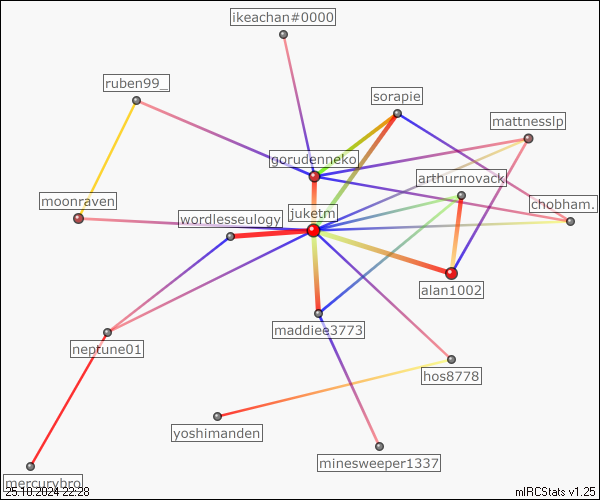 ikeachan#0000
ruben99_
sorapie
mattnesslp
gorudenneko
arthurnovack
moonraven
chobham.
wordlesseulogy
juketm
alan1002
maddiee3773
neptune01
hos8778
yoshimanden
minesweeper1337
mercurybro
25.10.2024 22:28
mIRCStats v1.25